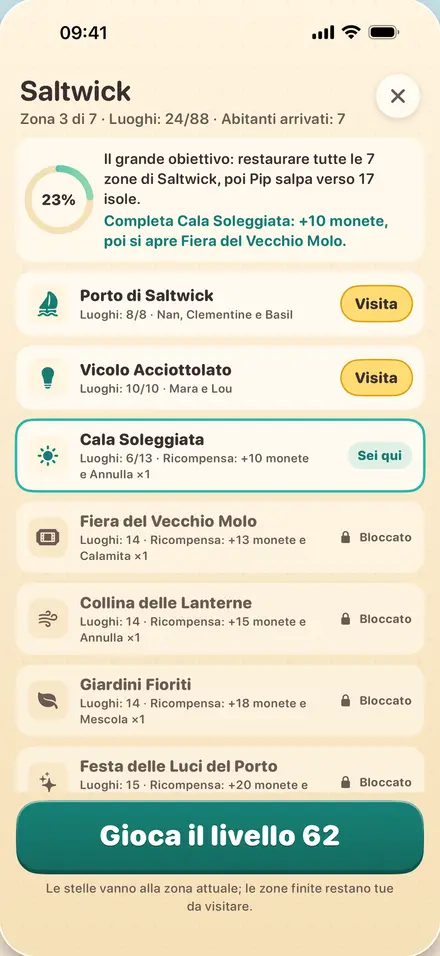 09:41
Saltwick
Zona 3 di 7 · Luoghi: 24/88 · Abitanti arrivati: 7
23%
Il grande obiettivo: restaurare tutte le 7
zone di Saltwick, poi Pip salpa verso 17
isole.
Completa Cala Soleggiata: +10 monete,
poi si apre Fiera del Vecchio Molo.
Porto di Saltwick
Luoghi: 8/8 · Nan, Clementine e Basil
Visita
Vicolo Acciottolato
Luoghi: 10/10 · Mara e Lou
Visita
Cala Soleggiata
Luoghi: 6/13 · Ricompensa: +10 monete
e Annulla ×1
Sei qui
Fiera del Vecchio Molo
Luoghi: 14 · Ricompensa: +13 monete e
Calamita ×1
Bloccato
Collina delle Lanterne
Luoghi: 14 · Ricompensa: +15 monete e
Annulla ×1
Bloccato
Giardini Fioriti
Luoghi: 14 · Ricompensa: +18 monete e
Mescola ×1
Bloccato
Festa delle Luci del Porto
Luoghi: 15 · Ricompensa: +20 monete e
Bloccato
Gioca il livello 62
Le stelle vanno alla zona attuale; le zone finite restano tue
da visitare.